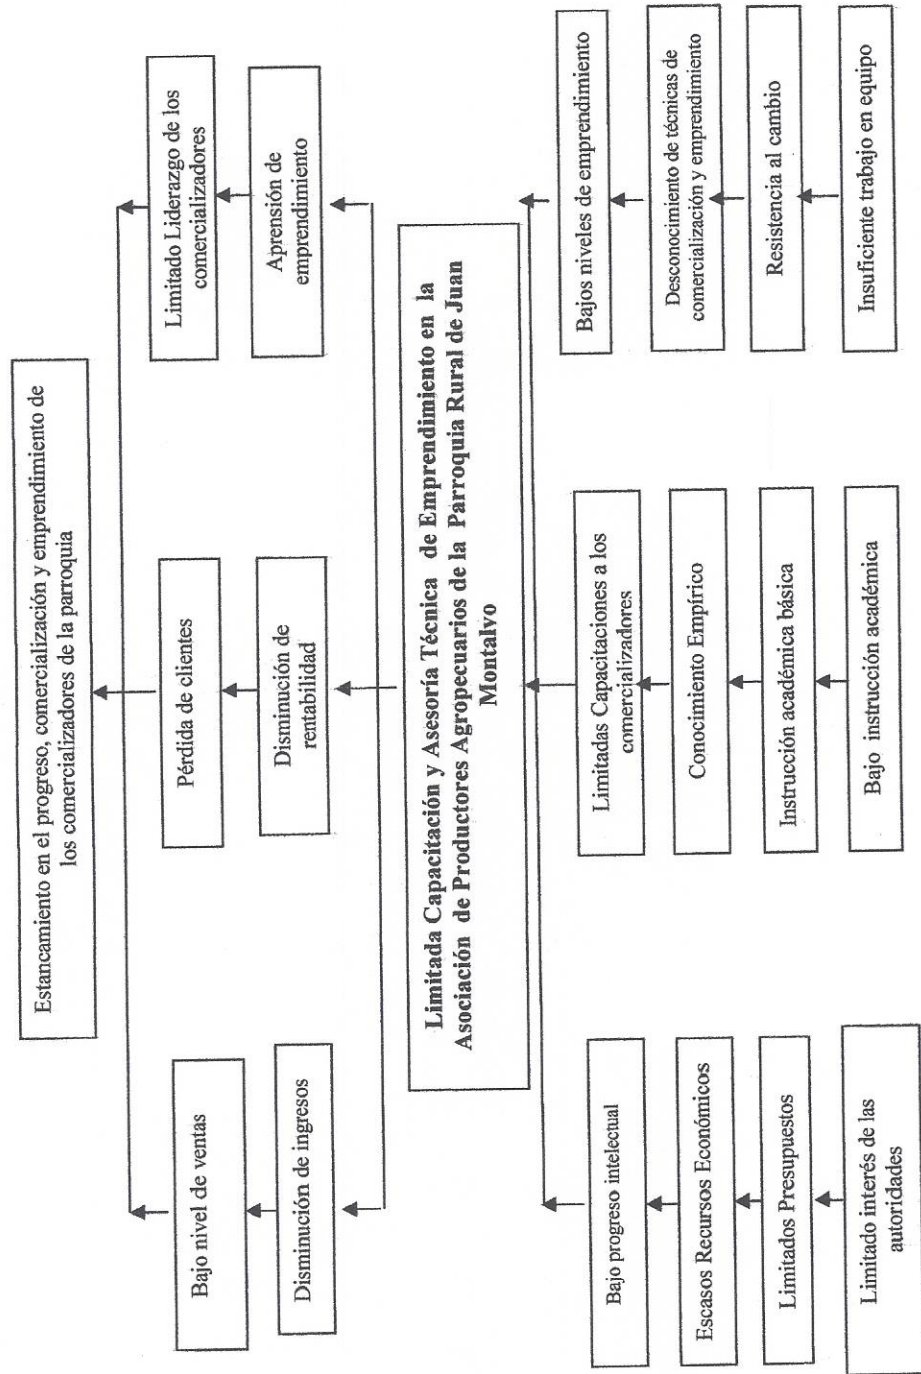 Estancamiento en el progreso, comercialización y emprendimiento de
los comercializadores de la parroquia
Bajo nivel de ventas
Pérdida de clientes
Limitado Liderazgo de los
comercializadores
Disminución de ingresos
Disminución de
rentabilidad
Aprensión de
emprendimiento
Limitada Capacitación y Asesoría Técnica de Emprendimiento en la
Asociación de Productores Agropecuarios de la Parroquia Rural de Juan
Montalvo
Bajo progreso intelectual
Limitadas Capacitaciones a los
comercializadores
Bajos niveles de emprendimiento
Escasos Recursos Económicos
Conocimiento Empírico
Desconocimiento de técnicas de
comercialización y emprendimiento
Limitados Presupuestos
Instrucción académica básica
Resistencia al cambio
Limitado interés de las
autoridades
Bajo instrucción académica
Insuficiente trabajo en equipo